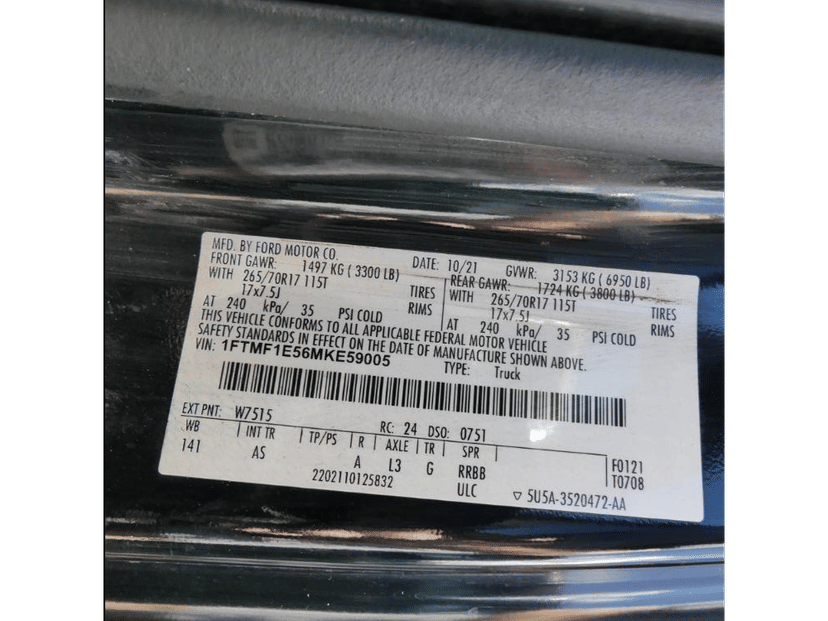 MFD. BY FORD MOTOR CO. DATE: 10/21 GVWR: 3153 KG ( 6950 LB)
FRONT GAWR: 1497 KG ( 3300 LB) REAR GAWR: 1724 KG ( 3800 LB)
WITH 265/70R17 115T TIRES WITH 265/70R17 115T TIRES
17x7.5J RIMS 17x7.5J RIMS
AT 240 kPa/ 35 PSI COLD AT 240 kPa/ 35 PSI COLD
THIS VEHICLE CONFORMS TO ALL APPLICABLE FEDERAL MOTOR VEHICLE
SAFETY STANDARDS IN EFFECT ON THE DATE OF MANUFACTURE SHOWN ABOVE.
VIN: 1FTMF1E56MKE59005 TYPE: Truck
EXT PNT: W7515 RC: 24 DSO: 0751
WB INT TR TP/PS R AXLE TR SPR F0121
141 AS A L3 G RRBB T0708
2202110125832 ULC ▽ 5U5A-3520472-AA